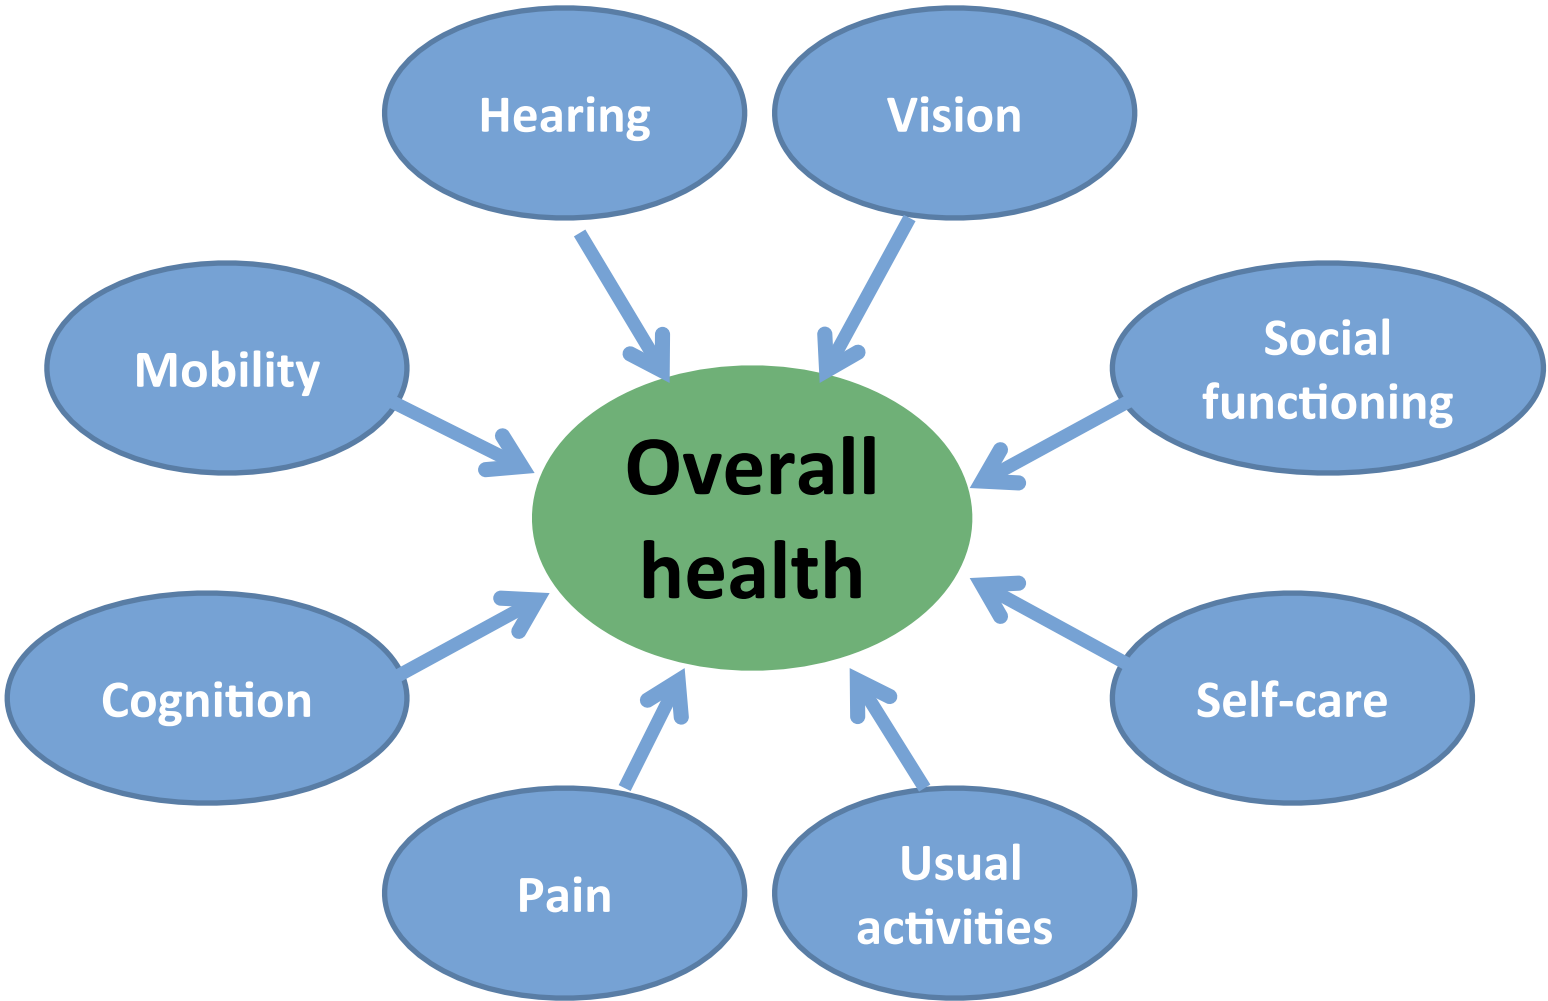 Hearing
Vision
Mobility
Social
functioning
Overall
health
Cognition
Self-care
Pain
Usual
activities